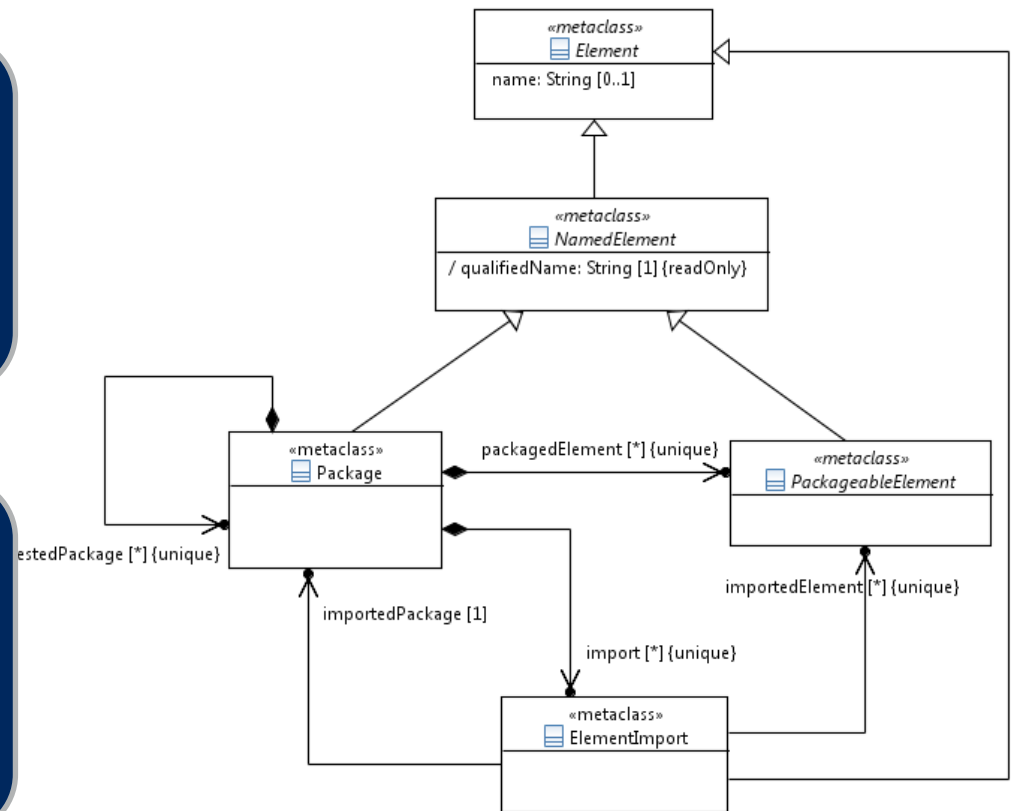 «metaclass»
Element
name: String [0..1]
«metaclass»
NamedElement
/ qualifiedName: String [1] {readOnly}
«metaclass»
Package
packagedElement [*] {unique}
«metaclass»
PackageableElement
estedPackage [*] {unique}
importedPackage [1]
importedElement [*] {unique}
import [*] {unique}
«metaclass»
ElementImport